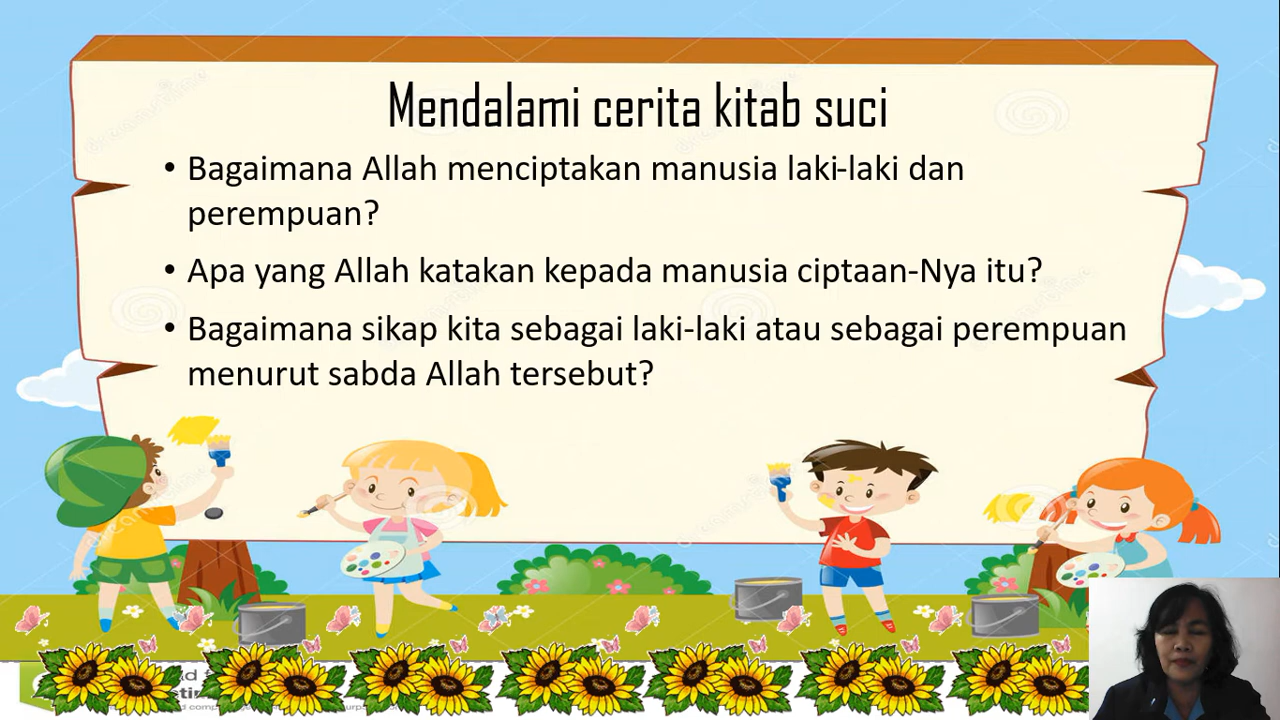 Mendalami cerita kitab suci
• Bagaimana Allah menciptakan manusia laki-laki dan
perempuan?
• Apa yang Allah katakan kepada manusia ciptaan-Nya itu?
• Bagaimana sikap kita sebagai laki-laki atau sebagai perempuan
menurut sabda Allah tersebut?